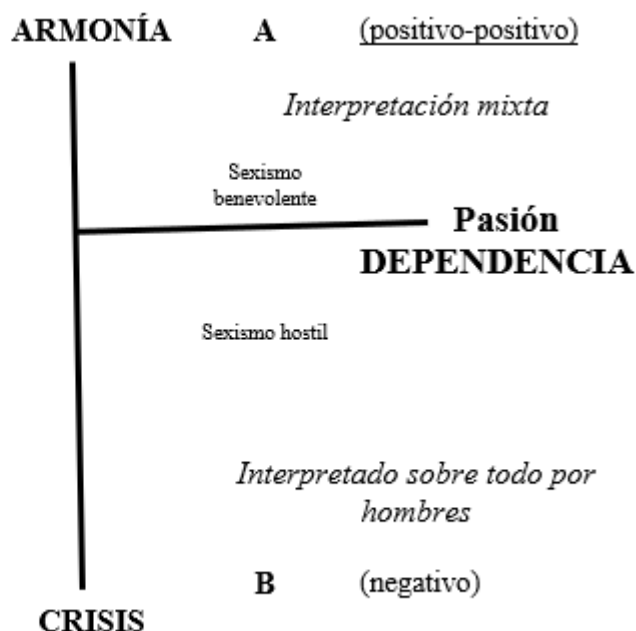 ARMONÍA A (positivo-positivo)
Interpretación mixta
Sexismo
benevolente
Pasión
DEPENDENCIA
Sexismo hostil
Interpretado sobre todo por
hombres
B (negativo)
CRISIS